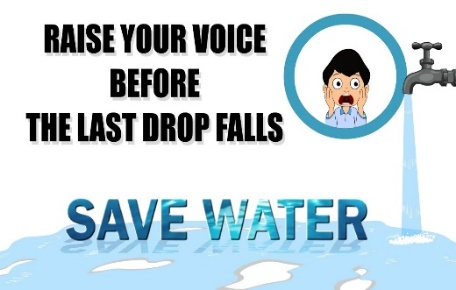 RAISE YOUR VOICE
BEFORE
THE LAST DROP FALLS
SAVE WATER